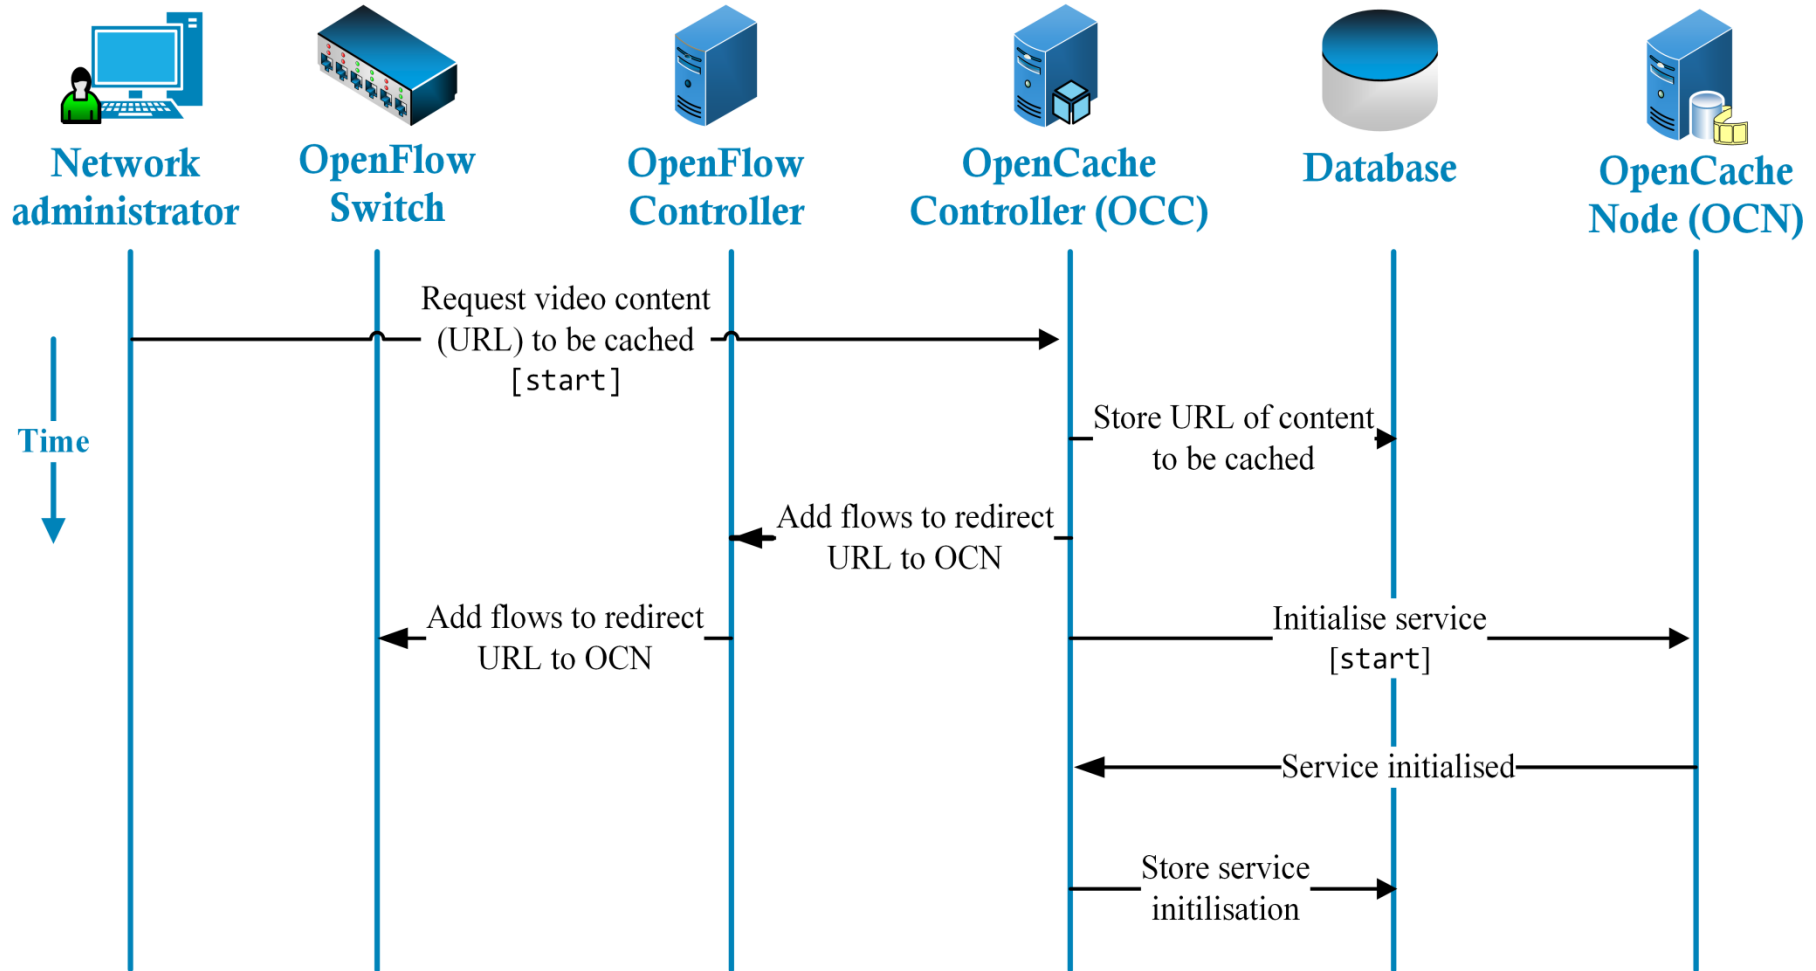 Network
administrator
OpenFlow
Switch
OpenFlow
Controller
OpenCache
Controller (OCC)
Database
OpenCache
Node (OCN)
Request video content
(URL) to be cached
[start]
Time
Store URL of content
to be cached
Add flows to redirect
URL to OCN
Add flows to redirect
URL to OCN
Initialise service
[start]
Service initialised
Store service
initilisation